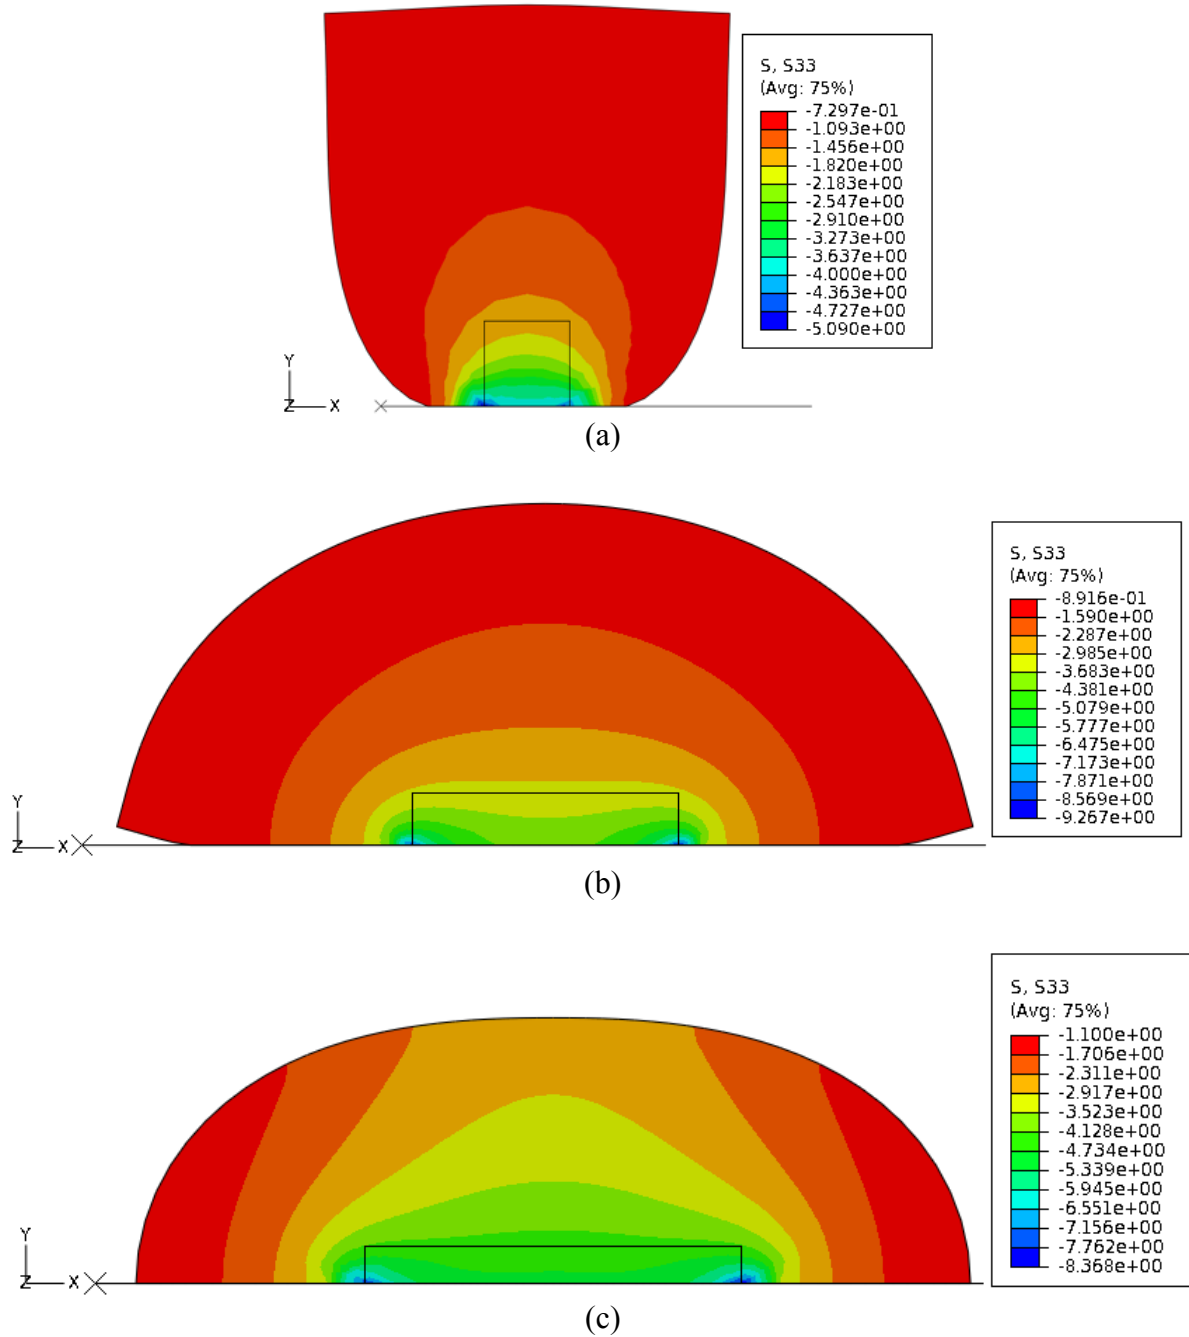 S, S33
(Avg: 75%)
-7.297e-01
-1.093e+00
-1.456e+00
-1.820e+00
-2.183e+00
-2.547e+00
-2.910e+00
-3.273e+00
-3.637e+00
-4.000e+00
-4.363e+00
-4.727e+00
-5.090e+00
Y
Z X
(a)
S, S33
(Avg: 75%)
-8.916e-01
-1.590e+00
-2.287e+00
-2.985e+00
-3.683e+00
-4.381e+00
-5.079e+00
-5.777e+00
-6.475e+00
-7.173e+00
-7.871e+00
-8.569e+00
-9.267e+00
Y
Z X
(b)
S, S33
(Avg: 75%)
-1.100e+00
-1.706e+00
-2.311e+00
-2.917e+00
-3.523e+00
-4.128e+00
-4.734e+00
-5.339e+00
-5.945e+00
-6.551e+00
-7.156e+00
-7.762e+00
-8.368e+00
Y
Z X
(c)